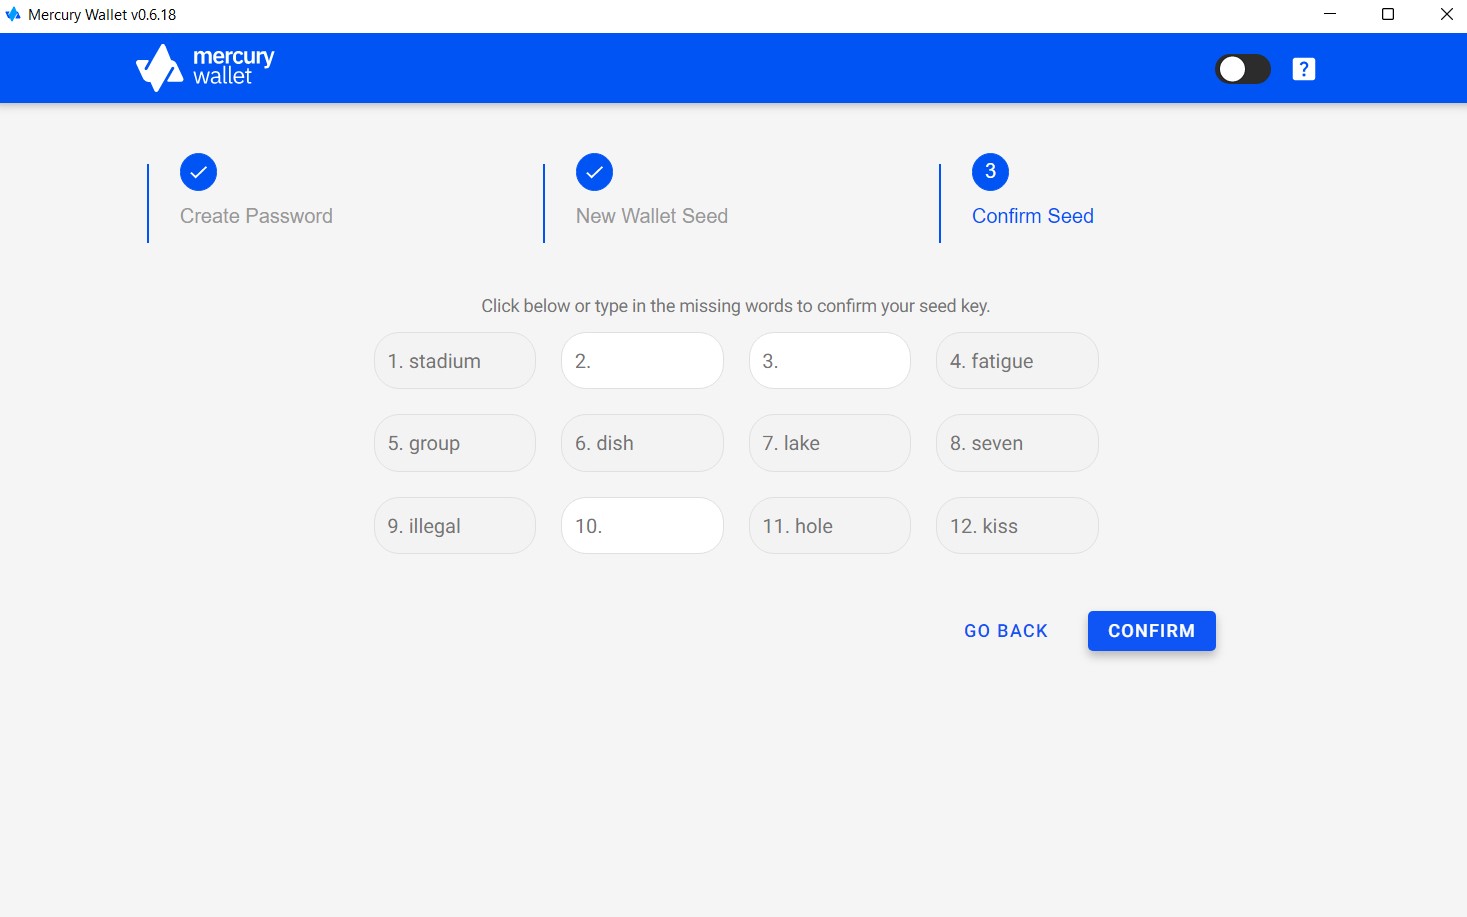 Mercury Wallet v0.6.18
mercury
wallet
?
3
Create Password
New Wallet Seed
Confirm Seed
Click below or type in the missing words to confirm your seed key.
1. stadium
2.
3.
4. fatigue
5. group
6. dish
7. lake
8. seven
9. illegal
10.
11. hole
12. kiss
GO BACK
CONFIRM